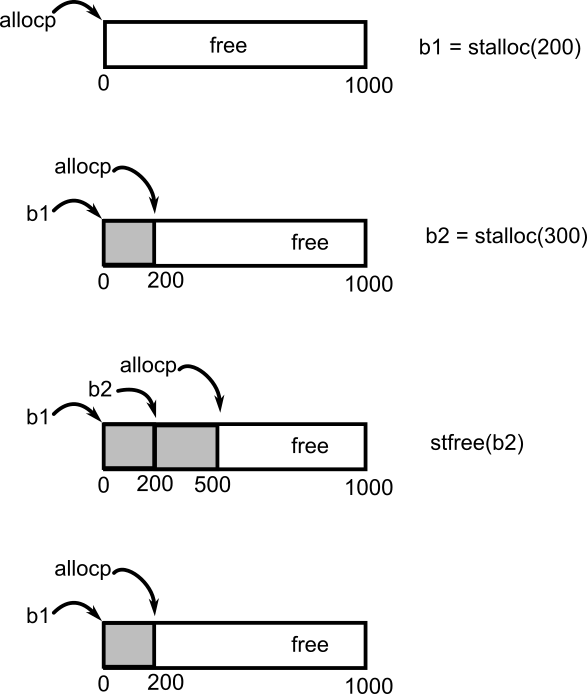 allocp
free
b1 = stalloc(200)
0
1000
allocp
b1
free
b2 = stalloc(300)
0
200
1000
allocp
b2
b1
free
stfree(b2)
0
200
500
1000
allocp
b1
free
0
200
1000